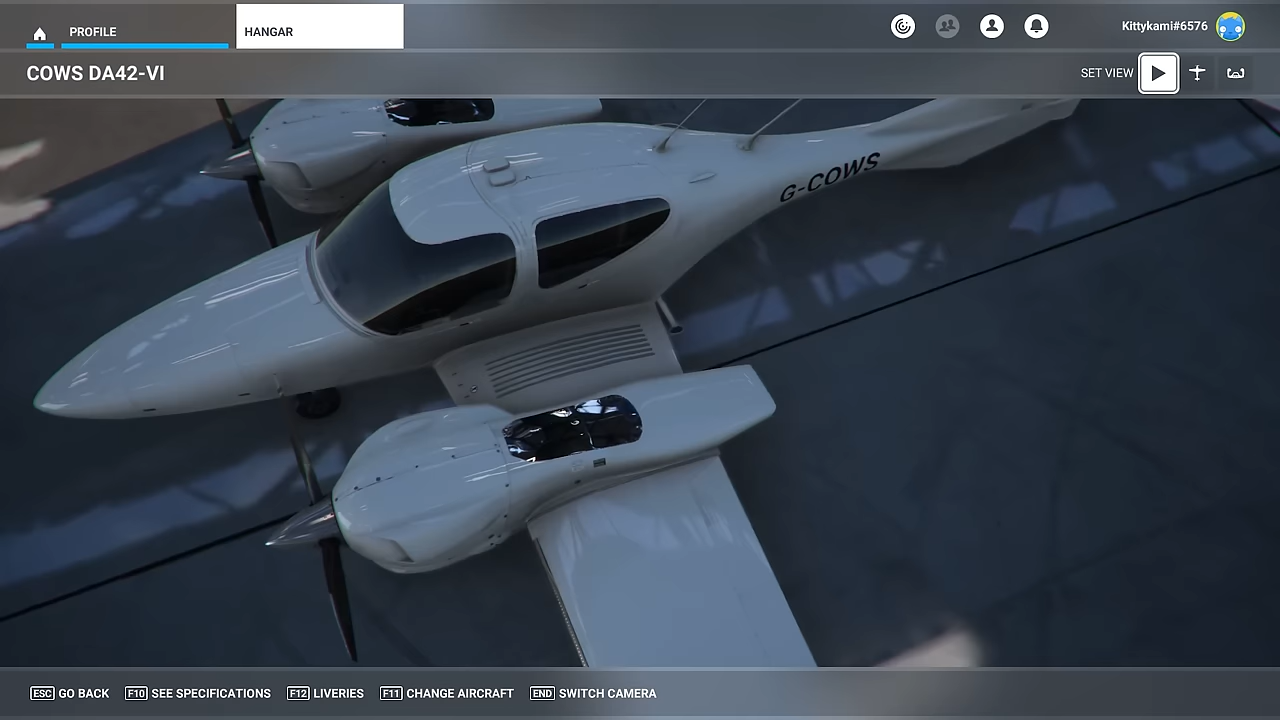 PROFILE
HANGAR
Kittykami#6576
COWS DA42-VI
SET VIEW
G-COWS
ESC GO BACK
F10 SEE SPECIFICATIONS
F12 LIVERIES
F11 CHANGE AIRCRAFT
END SWITCH CAMERA